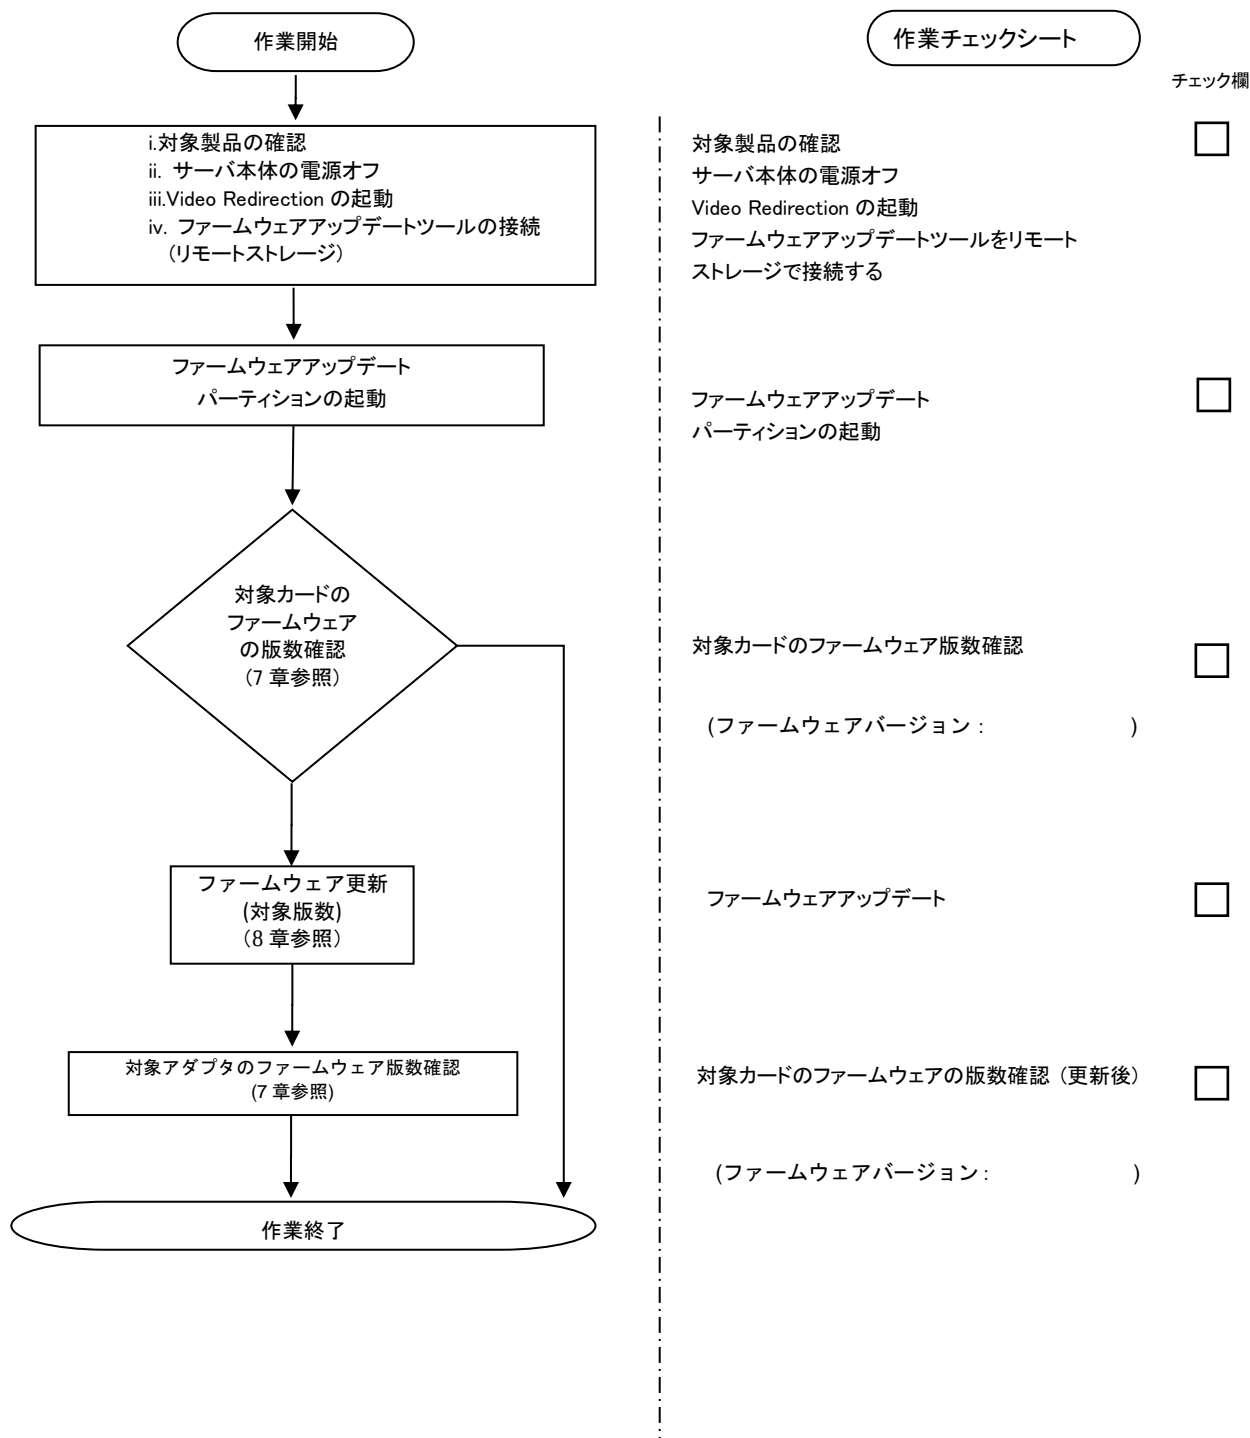 作業開始
i.対象製品の確認
ii. サーバ本体の電源オフ
iii.Video Redirection の起動
iv. ファームウェアアップデートツールの接続
(リモートストレージ)
ファームウェアアップデート
パーティションの起動
対象カードの
ファームウェア
の版数確認
(7 章参照)
ファームウェア更新
(対象版数)
(8 章参照)
対象アダプタのファームウェア版数確認
(7 章参照)
作業終了
作業チェックシート
チェック欄
対象製品の確認
サーバ本体の電源オフ
Video Redirection の起動
ファームウェアアップデートツールをリモート
ストレージで接続する
ファームウェアアップデート
パーティションの起動
対象カードのファームウェア版数確認
(ファームウェアバージョン : )
ファームウェアアップデート
対象カードのファームウェアの版数確認 (更新後)
(ファームウェアバージョン : )